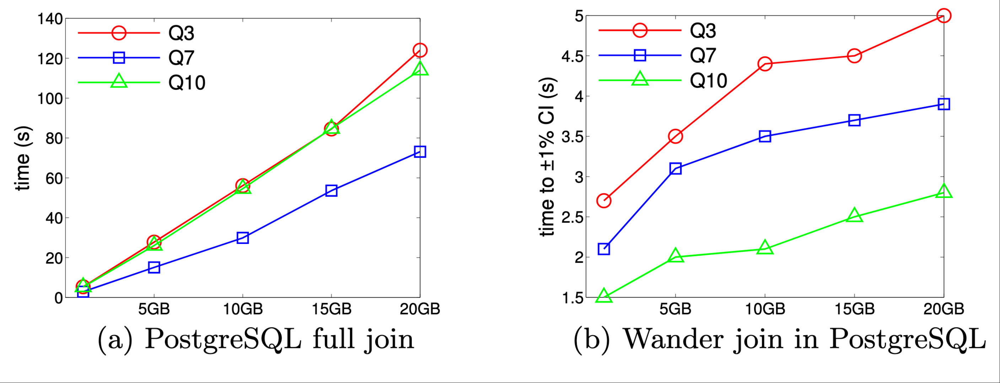 140
120
100
80
60
40
20
0
time (s)
Q3
Q7
Q10
5GB 10GB 15GB 20GB
(a) PostgreSQL full join
5
4.5
4
3.5
3
2.5
2
1.5
time to ±1% CI (s)
Q3
Q7
Q10
5GB 10GB 15GB 20GB
(b) Wander join in PostgreSQL